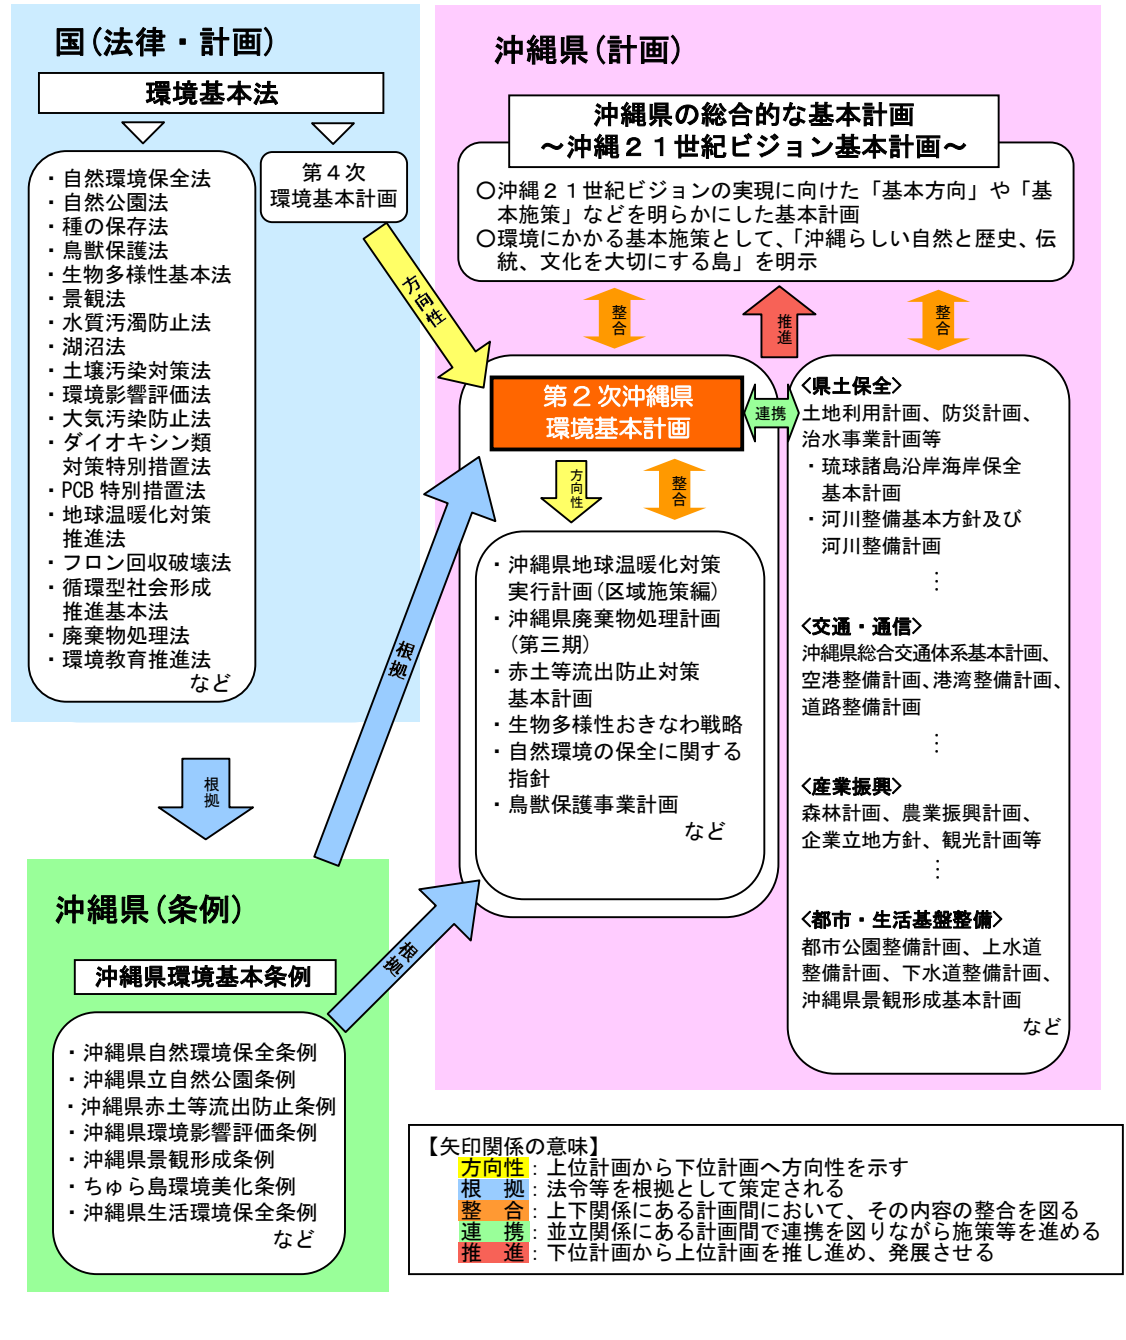 国(法律・計画)
環境基本法
・自然環境保全法
・自然公園法
・種の保存法
・鳥獣保護法
・生物多様性基本法
・景観法
・水質汚濁防止法
・湖沼法
・土壌汚染対策法
・環境影響評価法
・大気汚染防止法
・ダイオキシン類
対策特別措置法
・PCB特別措置法
・地球温暖化対策
推進法
・フロン回収破壊法
・循環型社会形成
推進基本法
・廃棄物処理法
・環境教育推進法
など
第4次
環境基本計画
方向性
根拠
根拠
沖縄県(条例)
沖縄県環境基本条例
・沖縄県自然環境保全条例
・沖縄県立自然公園条例
・沖縄県赤土等流出防止条例
・沖縄県環境影響評価条例
・沖縄県景観形成条例
・ちゅら島環境美化条例
・沖縄県生活環境保全条例
など
根拠
沖縄県(計画)
沖縄県の総合的な基本計画
~沖縄21世紀ビジョン基本計画~
○沖縄21世紀ビジョンの実現に向けた「基本方向」や「基
本施策」などを明らかにした基本計画
○環境にかかる基本施策として、「沖縄らしい自然と歴史、伝
統、文化を大切にする島」を明示
整合
推進
整合
第2次沖縄県
環境基本計画
連携
方向性
整合
・沖縄県地球温暖化対策
実行計画(区域施策編)
・沖縄県廃棄物処理計画
(第三期)
・赤土等流出防止対策
基本計画
・生物多様性おきなわ戦略
・自然環境の保全に関する
指針
・鳥獣保護事業計画
など
<県土保全>
土地利用計画、防災計画、
治水事業計画等
・琉球諸島沿岸海岸保全
基本計画
・河川整備基本方針及び
河川整備計画
…
<交通・通信>
沖縄県総合交通体系基本計画、
空港整備計画、港湾整備計画、
道路整備計画
…
<産業振興>
森林計画、農業振興計画、
企業立地方針、観光計画等
…
<都市・生活基盤整備>
都市公園整備計画、上水道
整備計画、下水道整備計画、
沖縄県景観形成基本計画
など
【矢印関係の意味】
方向性:上位計画から下位計画へ方向性を示す
根 拠:法令等を根拠として策定される
整 合:上下関係にある計画間において、その内容の整合を図る
連 携:並立関係にある計画間で連携を図りながら施策等を進める
推 進:下位計画から上位計画を推し進め、発展させる